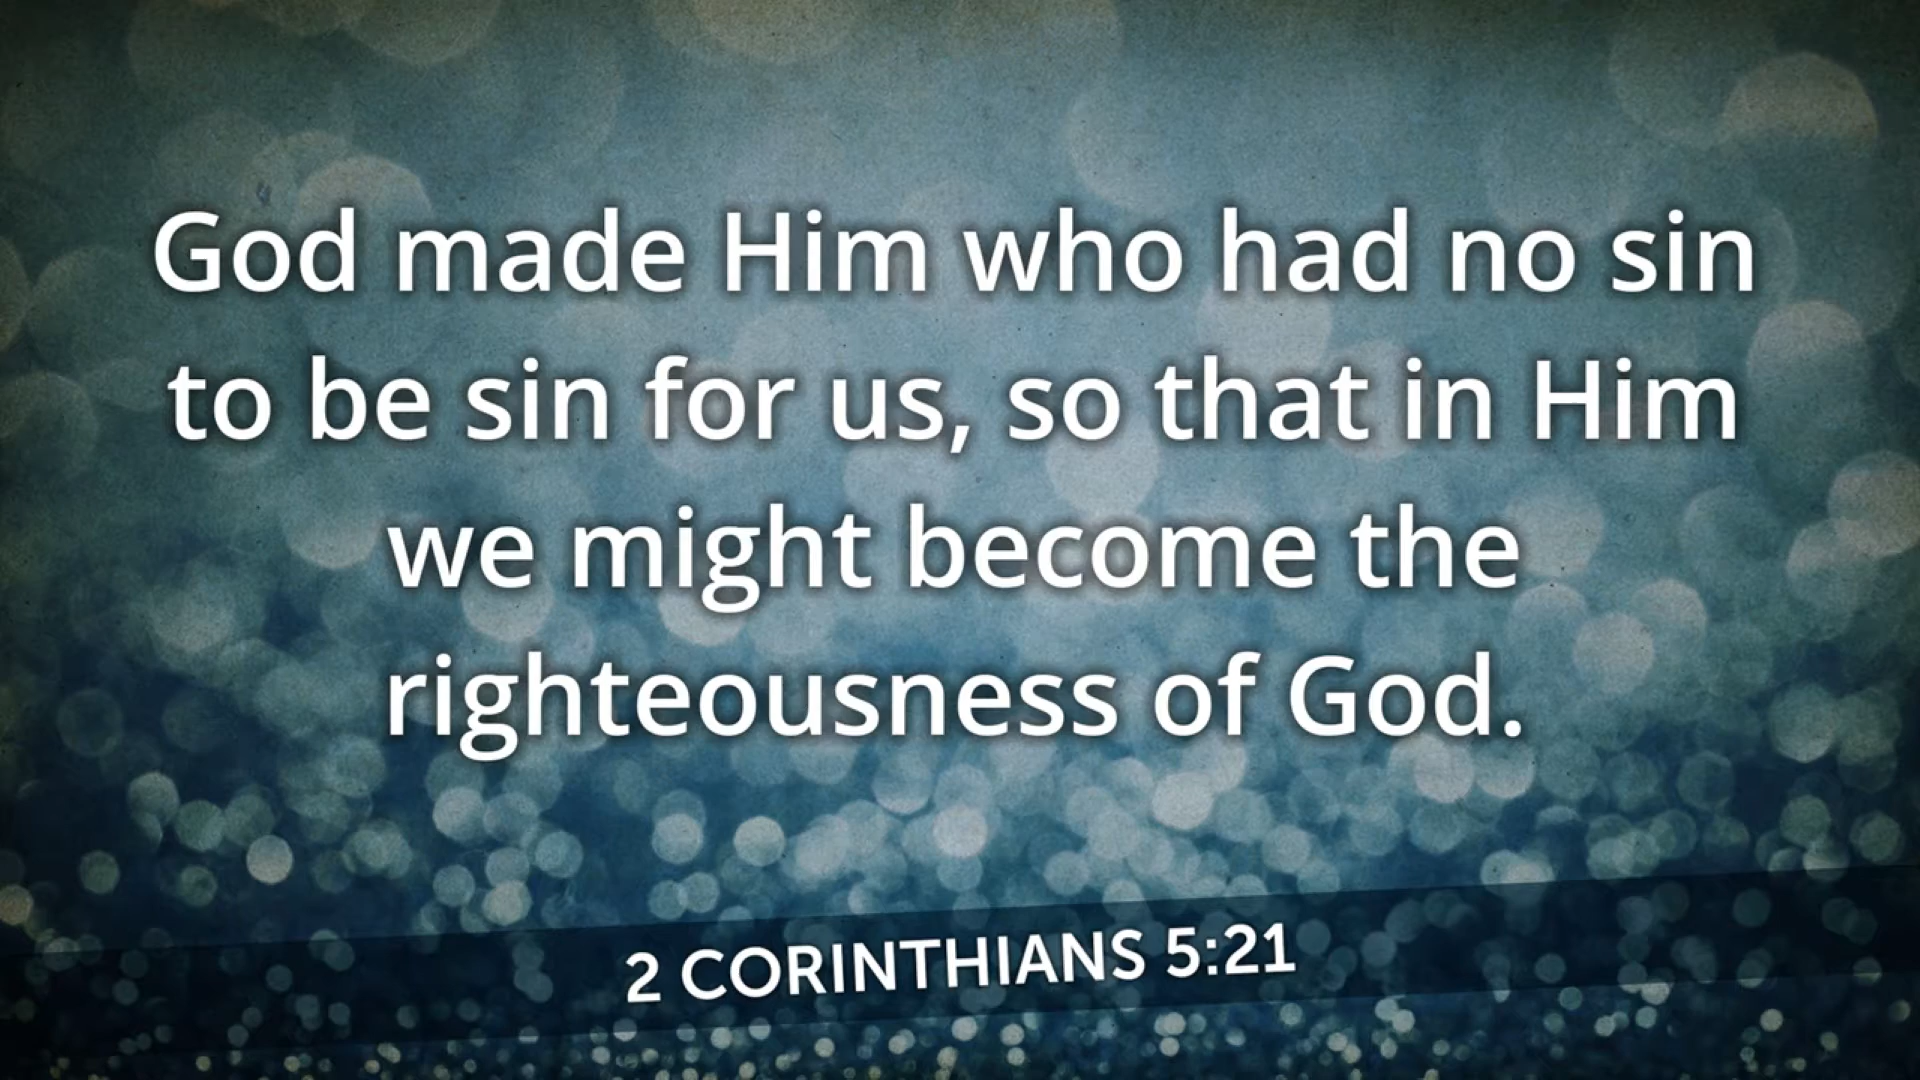 God made Him who had no sin
to be sin for us, so that in Him
we might become the
righteousness of God.
2 CORINTHIANS 5:21